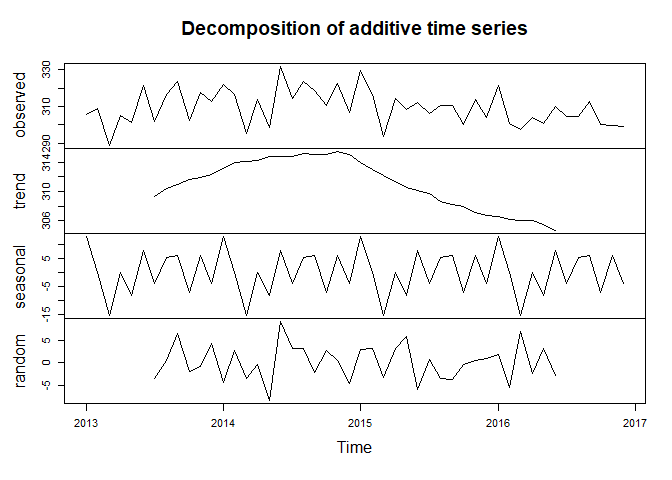 Decomposition of additive time series
observed
290 310 330
trend
306 310 314
seasonal
-15 -5 5
random
-5 0 5
2013 2014 2015 2016 2017
Time